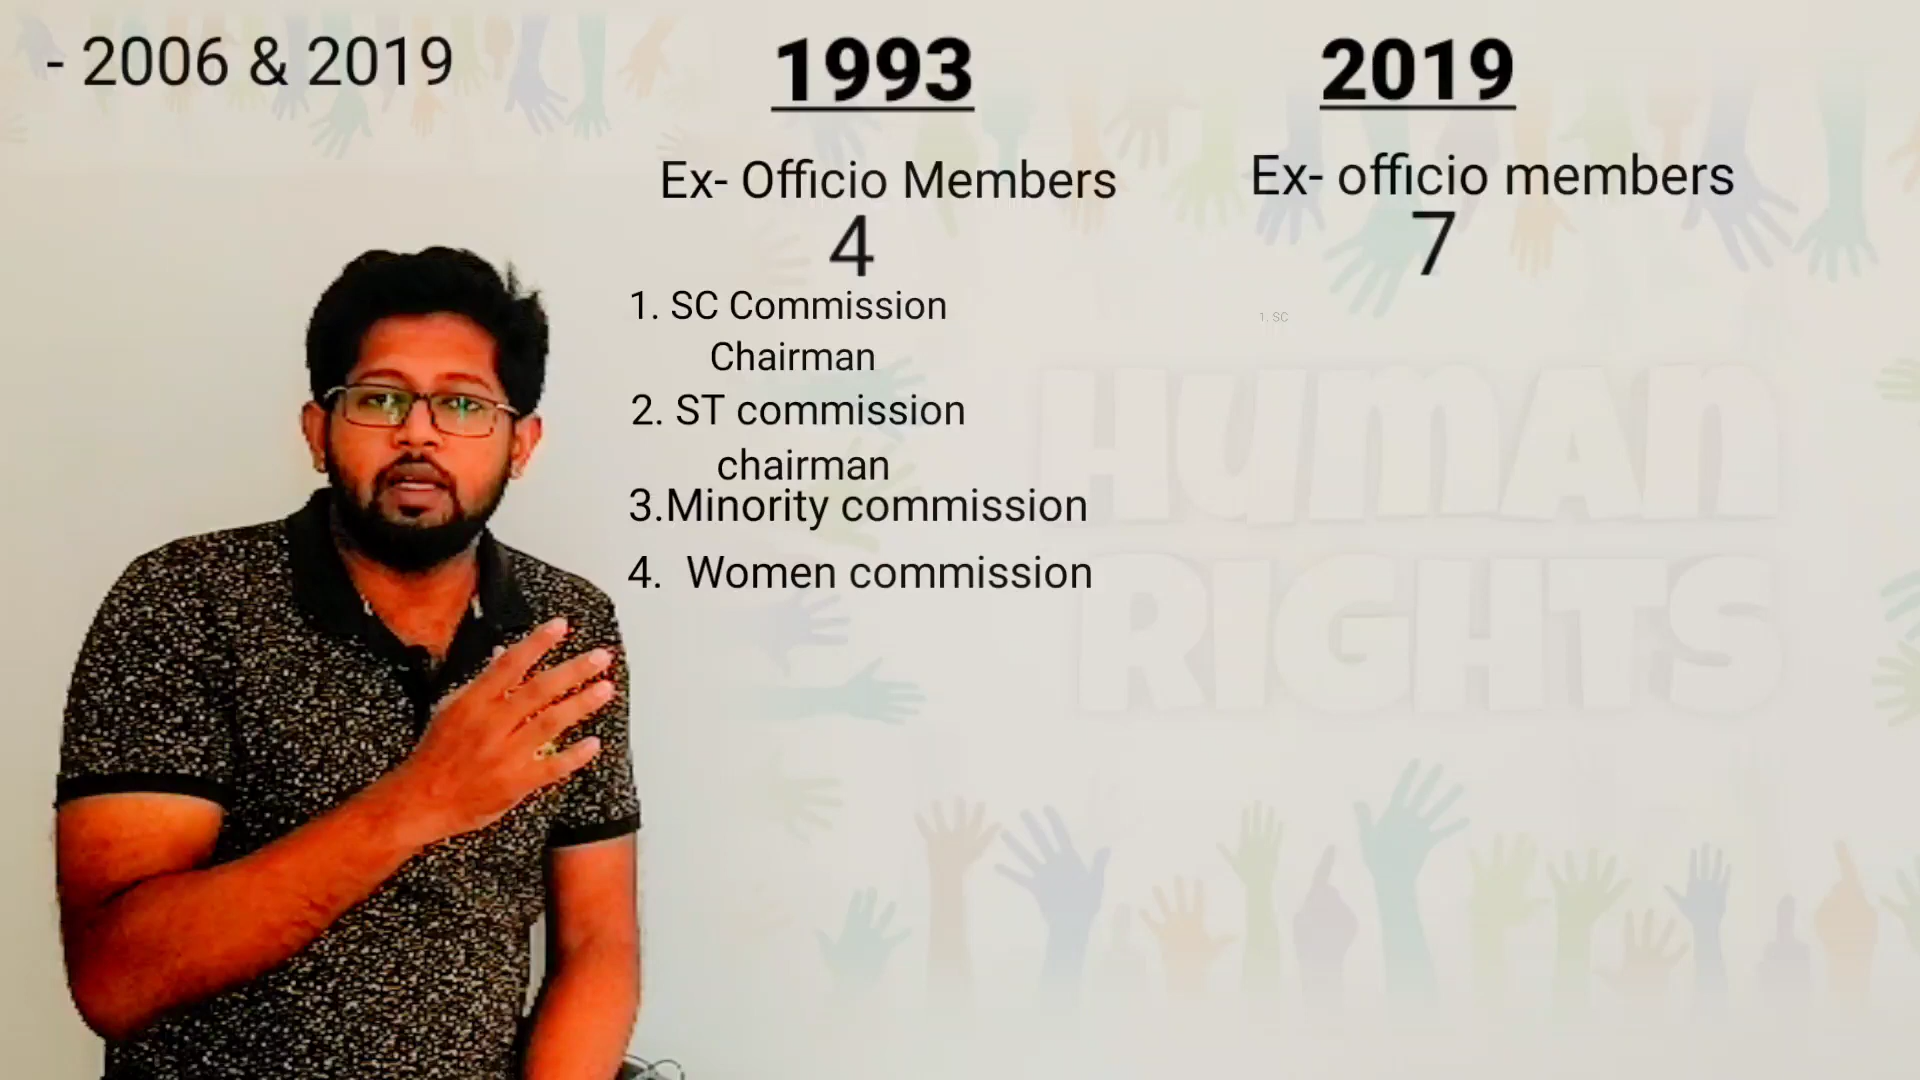 - 2006 & 2019
1993
Ex- Officio Members
4
1. SC Commission
Chairman
2. ST commission
chairman
3.Minority commission
4. Women commission
2019
Ex- officio members
7
1. SC
HUMAN
RIGHTS